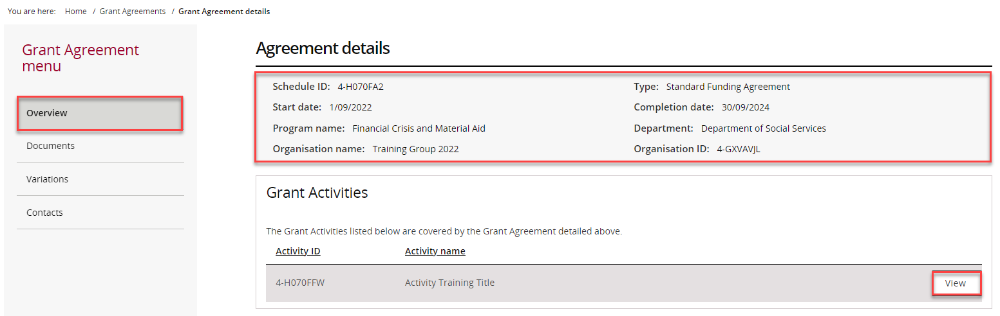 You are here: Home / Grant Agreements / Grant Agreement details
Grant Agreement
menu
Overview
Documents
Variations
Contacts
Agreement details
Schedule ID: 4-H070FA2 Type: Standard Funding Agreement
Start date: 1/09/2022 Completion date: 30/09/2024
Program name: Financial Crisis and Material Aid Department: Department of Social Services
Organisation name: Training Group 2022 Organisation ID: 4-GXVAVJL
Grant Activities
The Grant Activities listed below are covered by the Grant Agreement detailed above.
Activity ID Activity name
4-H070FFW Activity Training Title View